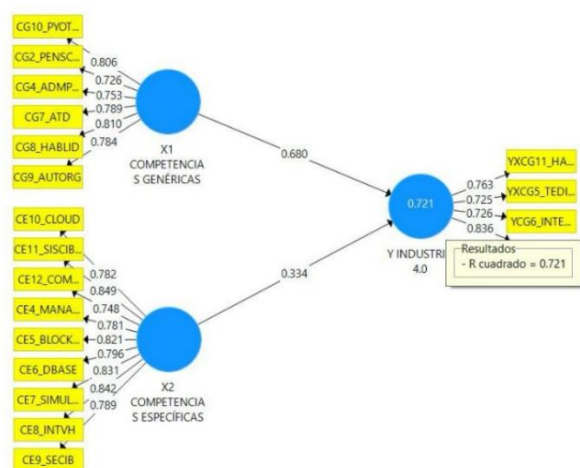 CG10_PYOT...
CG2_PENSC...
CG4_ADMP...
CG7_ATD
CG8_HABLID
CG9_AUTORG
0.806
0.726
0.753
0.789
0.810
0.784
X1
COMPETENCIA
S GENÉRICAS
0.680
CE10_CLOUD
CE11_SISCIB...
CE12_COM...
CE4_MANA...
CE5_BLOCK...
CE6_DBASE
CE7_SIMUL...
CE8_INTVH
CE9_SECIB
0.782
0.849
0.748
0.781
0.821
0.796
0.831
0.842
0.789
X2
COMPETENCIA
S ESPECÍFICAS
0.334
0.721
Y INDUSTRI
4.0
0.763
0.725
0.726
0.836
YXCG11_HA...
YXCG5_TEDI...
YCG6_INTE...
Resultados
- R cuadrado = 0.721